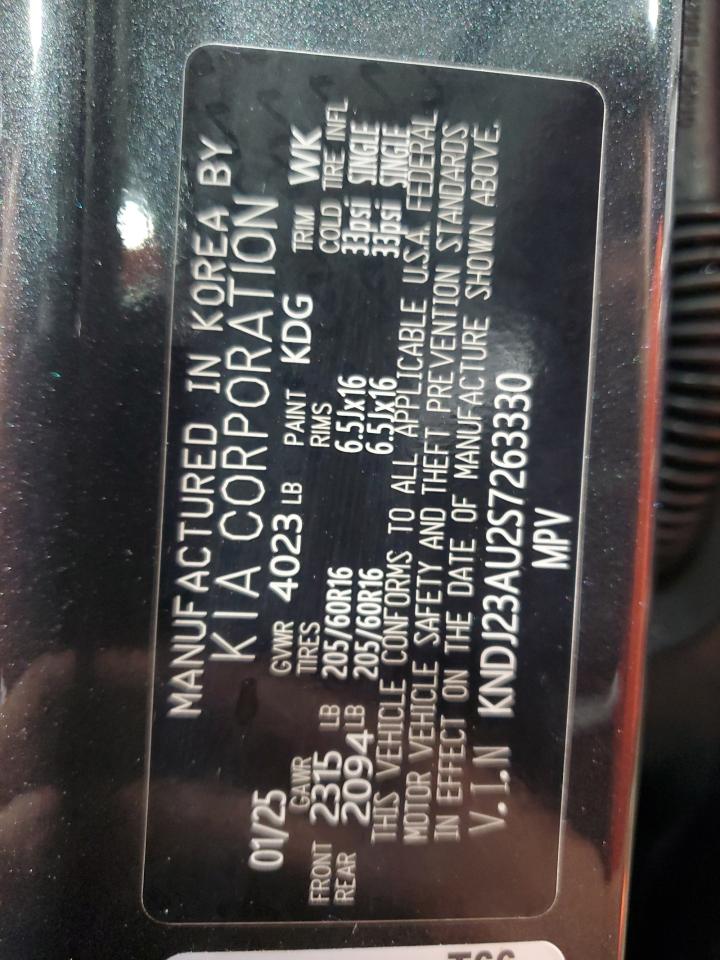 MANUFACTURED IN KOREA BY
KIA CORPORATION
01/25 GVWR 4023 LB PAINT KDG TRIM WK
GAWR TIRES RIMS COLD TIRE INFL
FRONT 2315 LB 205/60R16 6.5Jx16 33psi SINGLE
REAR 2094 LB 205/60R16 6.5Jx16 33psi SINGLE
THIS VEHICLE CONFORMS TO ALL APPLICABLE U.S.A. FEDERAL
MOTOR VEHICLE SAFETY AND THEFT PREVENTION STANDARDS
IN EFFECT ON THE DATE OF MANUFACTURE SHOWN ABOVE.
V.I.N KNDJ23AU2S7263330
MPV